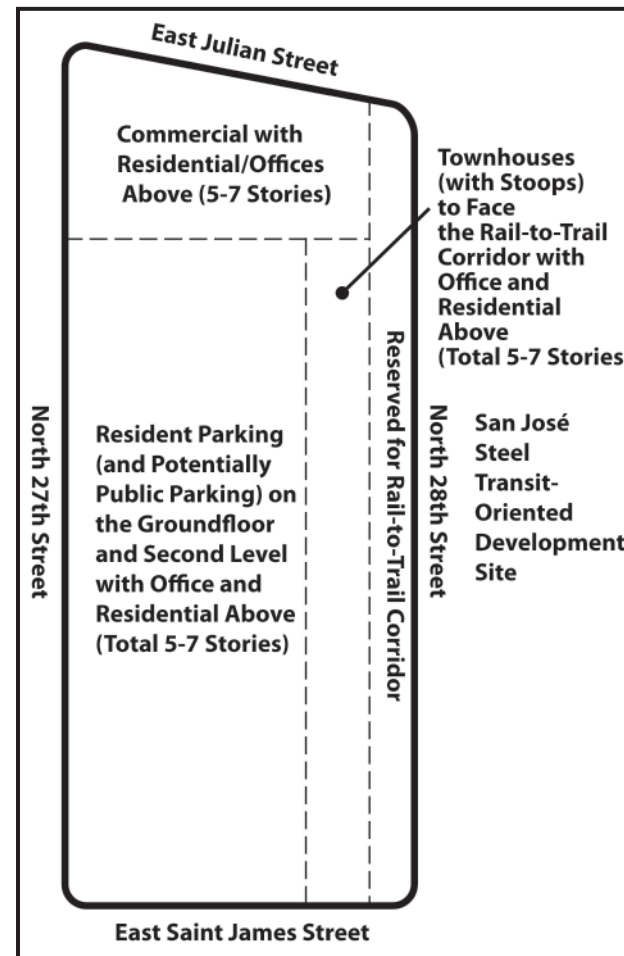 East Julian Street
Commercial with
Residential/Offices
Above (5-7 Stories)
Townhouses
(with Stoops)
to Face
the Rail-to-Trail
Corridor with
Office and
Residential
Above
(Total 5-7 Stories
North 27th Street
Resident Parking
(and Potentially
Public Parking) on
the Groundfloor
and Second Level
with Office and
Residential Above
(Total 5-7 Stories)
Reserved for Rail-to-Trail Corridor
North 28th Street
San José
Steel
Transit-
Oriented
Development
Site
East Saint James Street